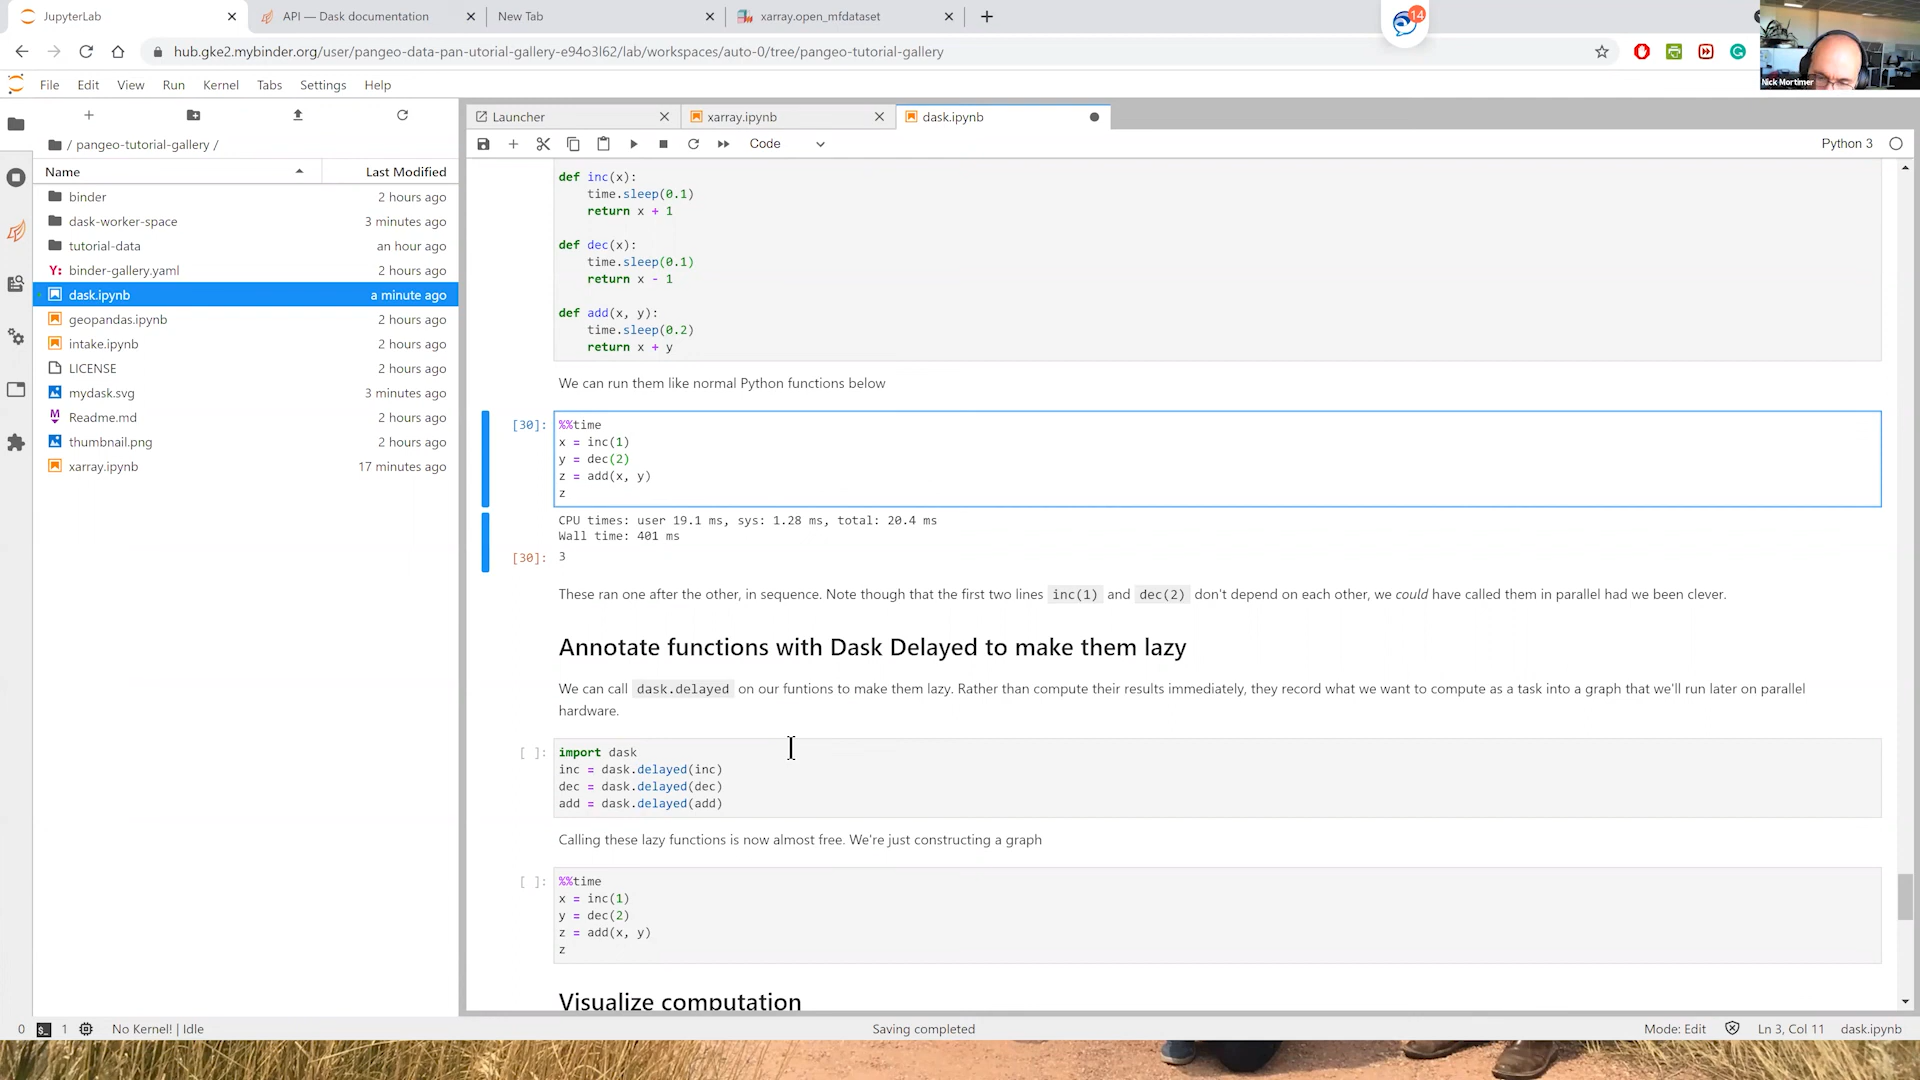 JupyterLab
API — Dask documentation
New Tab
xarray.open_mfdataset
14
hub.gke2.mybinder.org/user/pangeo-data-pan-utorial-gallery-e94o3l62/lab/workspaces/auto-0/tree/pangeo-tutorial-gallery
Nick Mortimer
File Edit View Run Kernel Tabs Settings Help
Launcher
xarray.ipynb
dask.ipynb
/ pangeo-tutorial-gallery /
Code
Python 3
Name Last Modified
binder 2 hours ago
dask-worker-space 3 minutes ago
tutorial-data an hour ago
Y: binder-gallery.yaml 2 hours ago
dask.ipynb a minute ago
geopandas.ipynb 2 hours ago
intake.ipynb 2 hours ago
LICENSE 2 hours ago
mydask.svg 3 minutes ago
M Readme.md 2 hours ago
thumbnail.png 2 hours ago
xarray.ipynb 17 minutes ago
def inc(x):
time.sleep(0.1)
return x + 1
def dec(x):
time.sleep(0.1)
return x - 1
def add(x, y):
time.sleep(0.2)
return x + y
We can run them like normal Python functions below
[30]: %%time
x = inc(1)
y = dec(2)
z = add(x, y)
z
CPU times: user 19.1 ms, sys: 1.28 ms, total: 20.4 ms
Wall time: 401 ms
[30]: 3
These ran one after the other, in sequence. Note though that the first two lines inc(1) and dec(2) don't depend on each other, we could have called them in parallel had we been clever.
Annotate functions with Dask Delayed to make them lazy
We can call dask.delayed on our funtions to make them lazy. Rather than compute their results immediately, they record what we want to compute as a task into a graph that we'll run later on parallel
hardware.
[ ]: import dask
inc = dask.delayed(inc)
dec = dask.delayed(dec)
add = dask.delayed(add)
Calling these lazy functions is now almost free. We're just constructing a graph
[ ]: %%time
x = inc(1)
y = dec(2)
z = add(x, y)
z
Visualize computation
0 1 No Kernel! | Idle
Saving completed
Mode: Edit Ln 3, Col 11 dask.ipynb